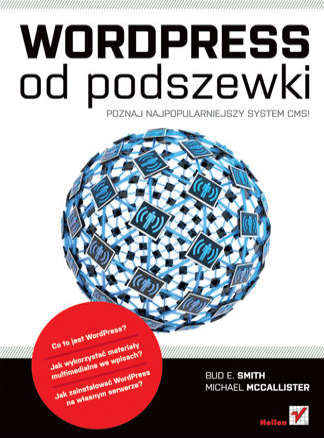 WORDPRESS
od podszewki
POZNAJ NAJPOPULARNIEJSZY SYSTEM CMS!
Co to jest WordPress?
Jak wykorzystać materiały
multimedialne we wpisach?
Jak zainstalować WordPress
na własnym serwerze?
BUD E. SMITH
MICHAEL MCCALLISTER
Helion